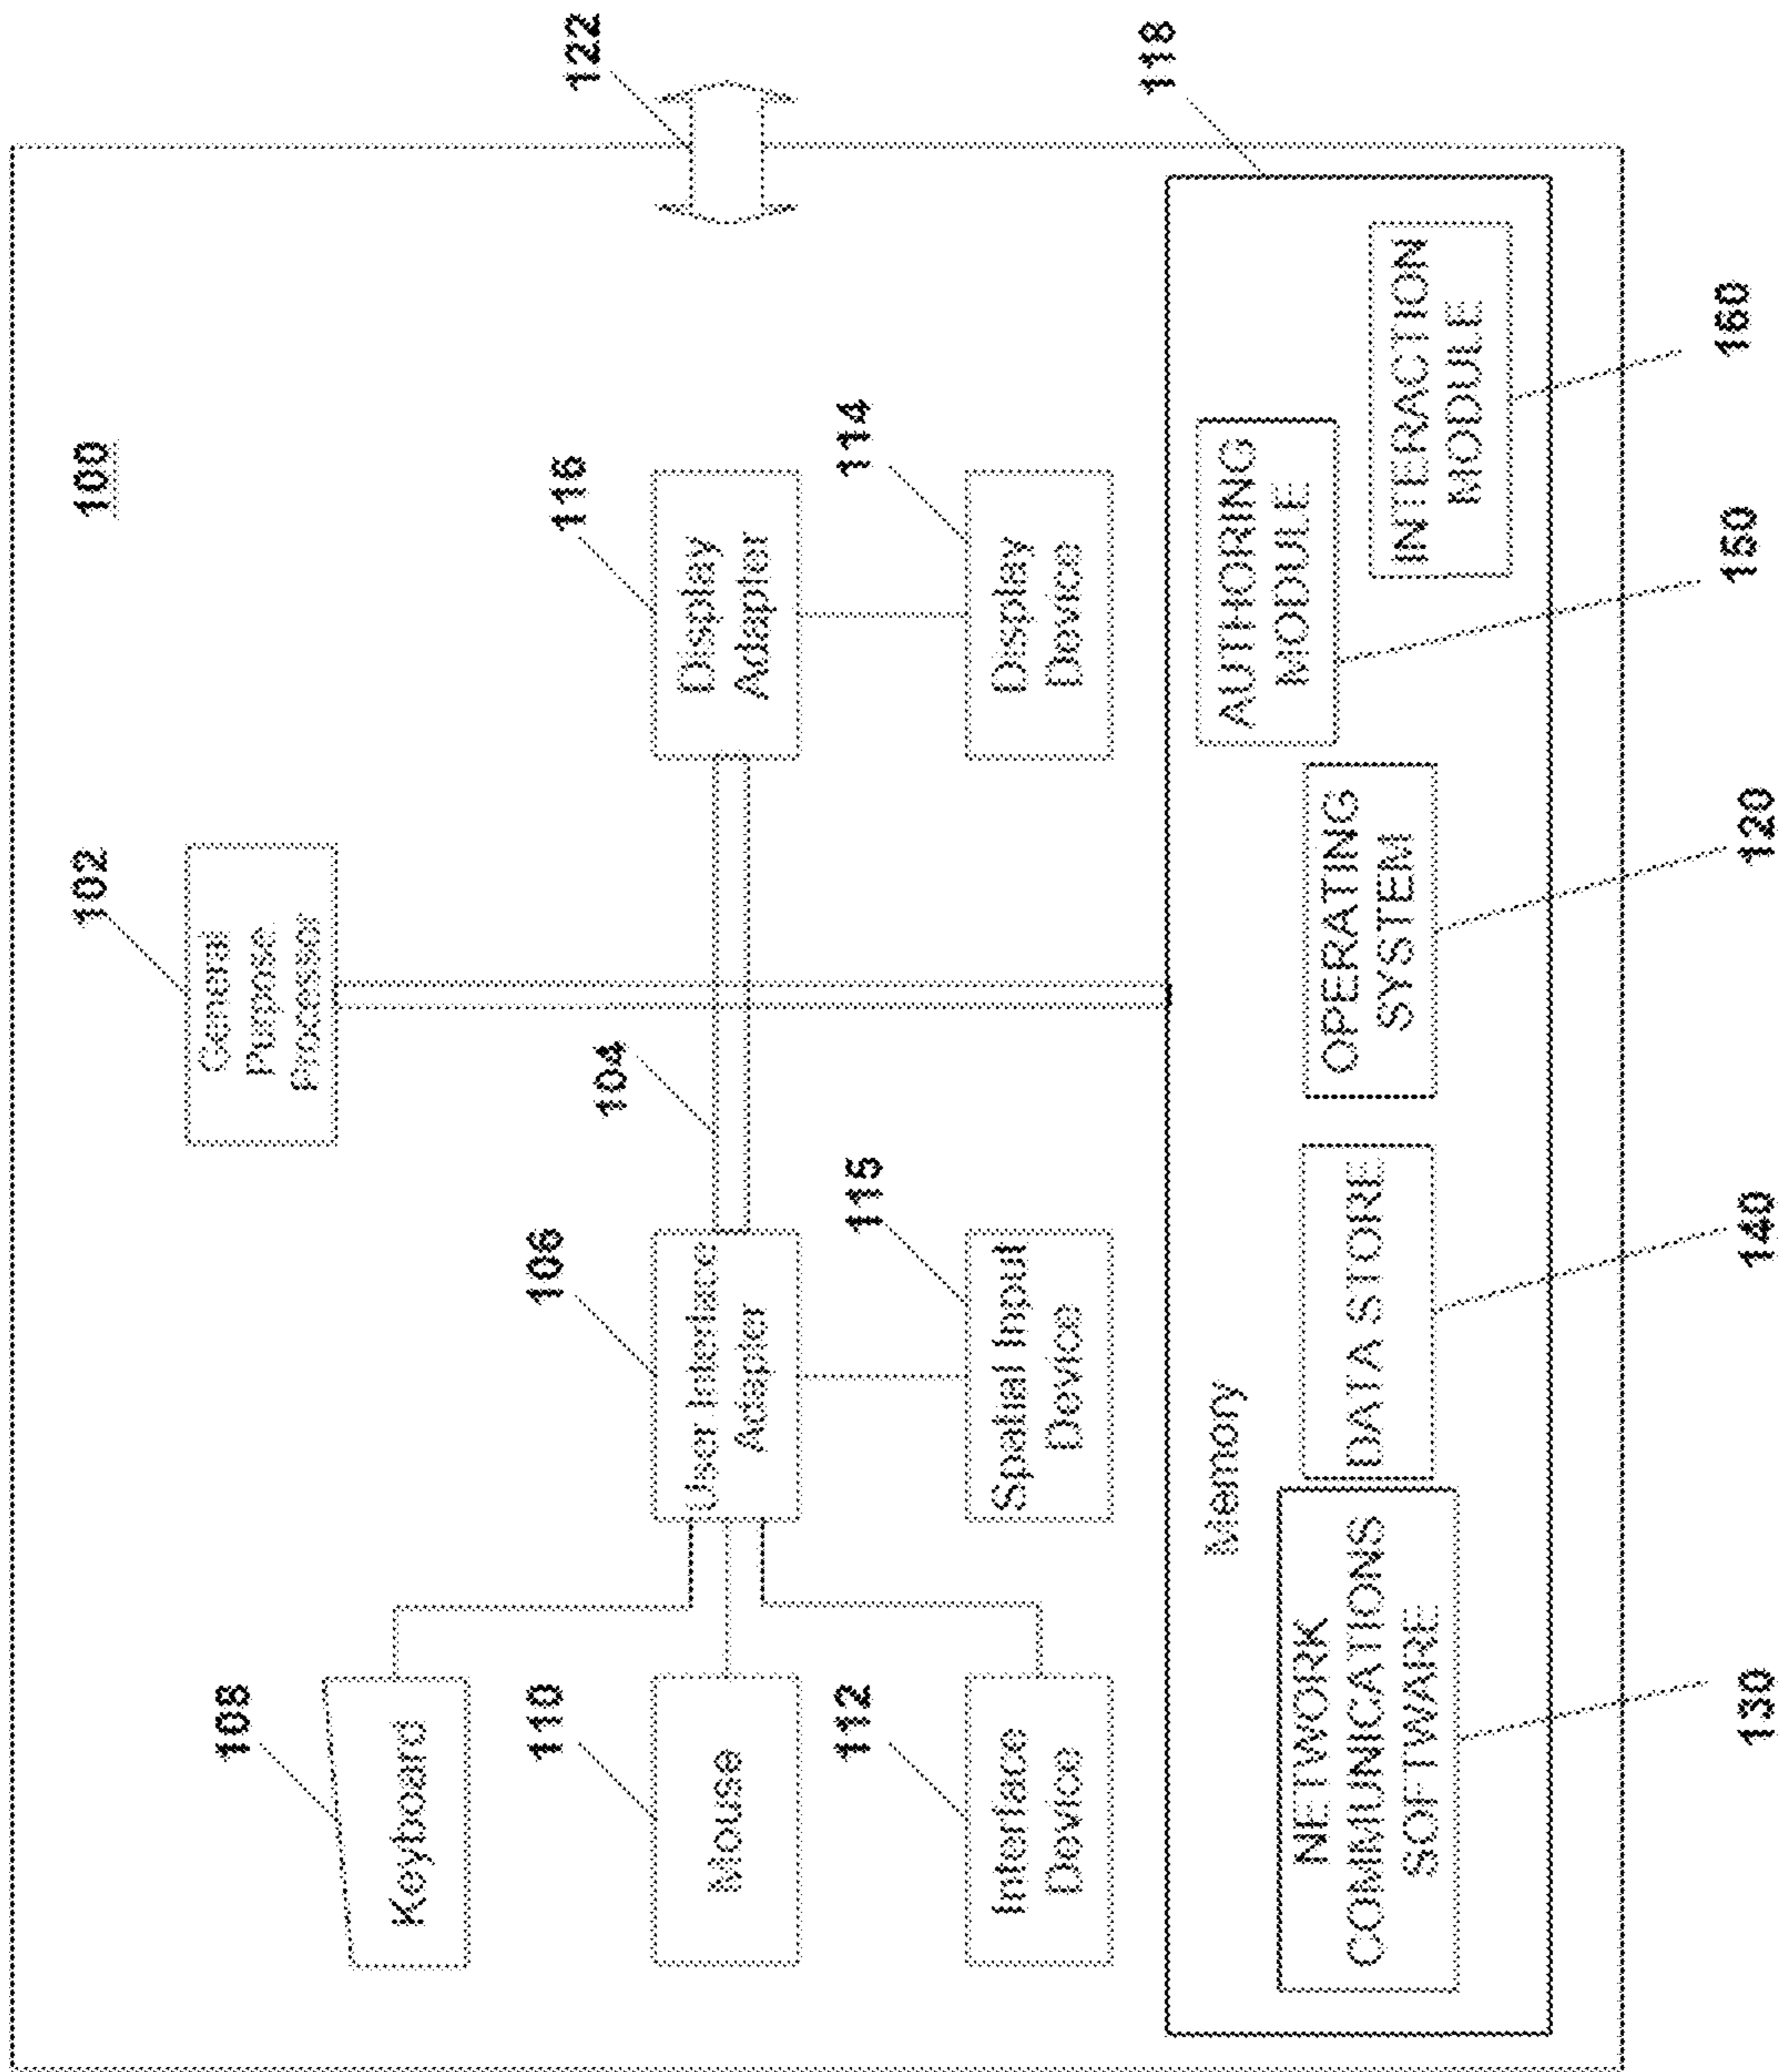 100
102
General
Purpose
Processor
122
104
108
Keyboard
106
User Interface
Adapter
116
Display
Adapter
110
Mouse
115
Spatial Input
Device
114
Display
Device
112
Interface
Device
118
Memory
NETWORK
COMMUNICATIONS
SOFTWARE
DATA STORE
OPERATING
SYSTEM
AUTHORING
MODULE
INTERACTION
MODULE
130
140
120
150
160